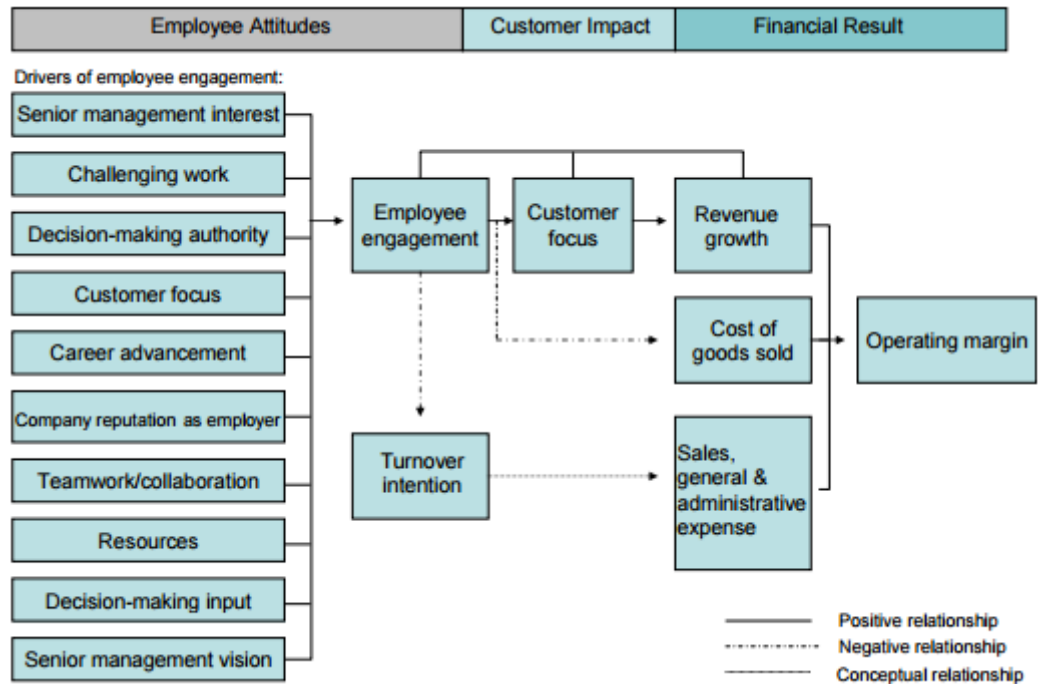 Employee Attitudes
Customer Impact
Financial Result
Drivers of employee engagement:
Senior management interest
Challenging work
Decision-making authority
Customer focus
Career advancement
Company reputation as employer
Teamwork/collaboration
Resources
Decision-making input
Senior management vision
Employee
engagement
Customer
focus
Revenue
growth
Cost of
goods sold
Operating margin
Turnover
intention
Sales,
general &
administrative
expense
Positive relationship
Negative relationship
Conceptual relationship